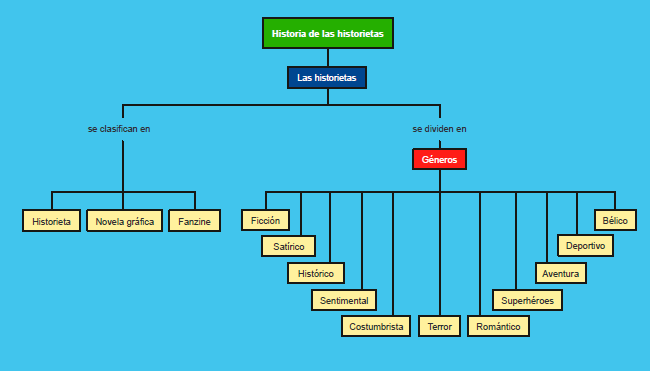 Historia de las historietas
Las historietas
se clasifican en
se dividen en
Géneros
Historieta
Novela gráfica
Fanzine
Ficción
Satírico
Histórico
Sentimental
Costumbrista
Terror
Romántico
Superhéroes
Aventura
Deportivo
Bélico